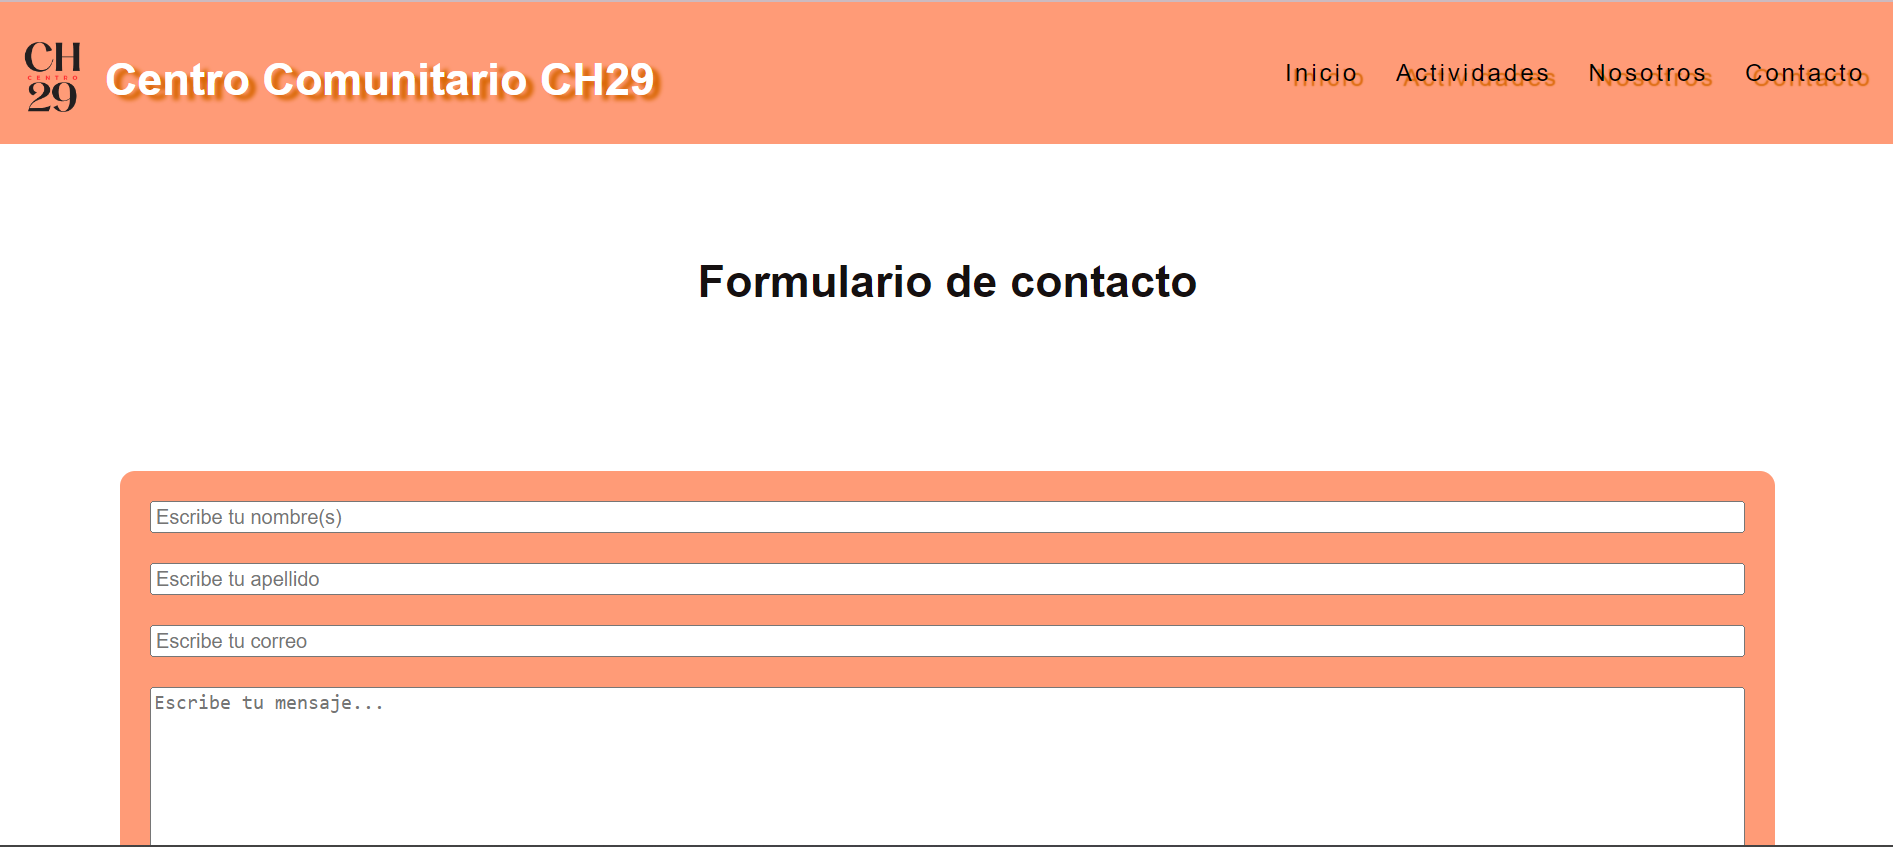 CH
CENTRO
29
Centro Comunitario CH29
Inicio Actividades Nosotros Contacto
Formulario de contacto
Escribe tu nombre(s)
Escribe tu apellido
Escribe tu correo
Escribe tu mensaje...